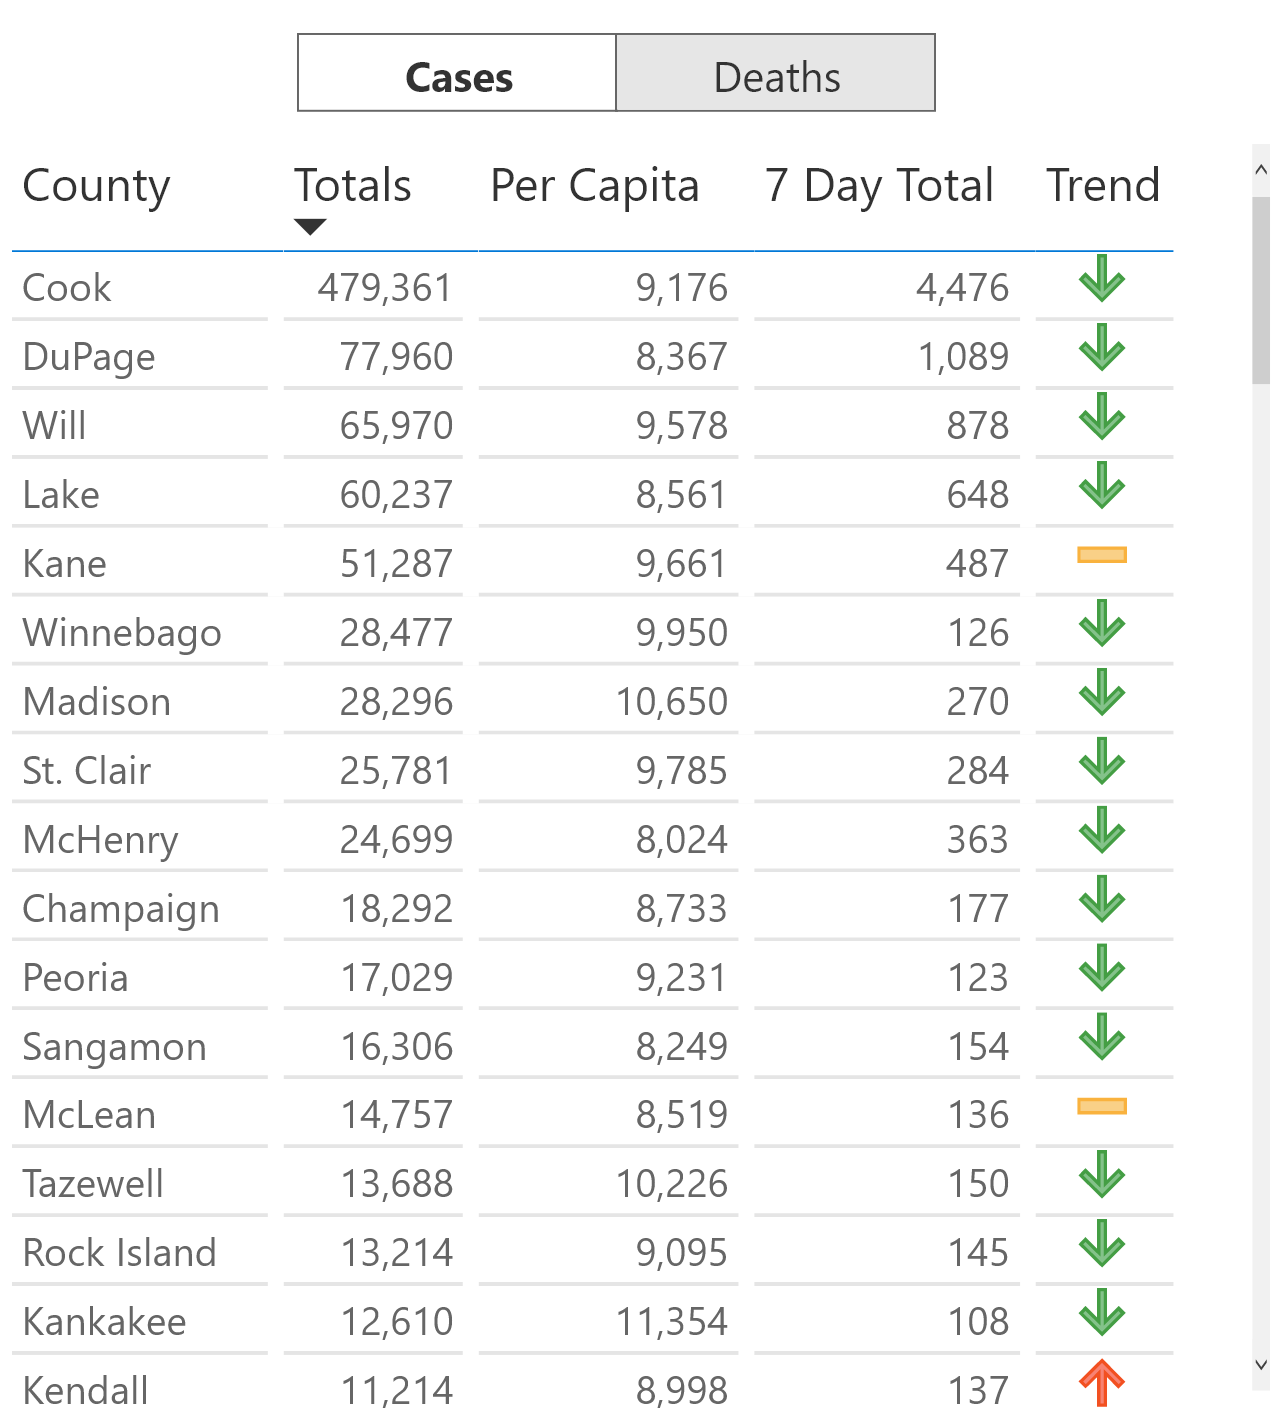 Cases Deaths
County Totals Per Capita 7 Day Total Trend
Cook 479,361 9,176 4,476
DuPage 77,960 8,367 1,089
Will 65,970 9,578 878
Lake 60,237 8,561 648
Kane 51,287 9,661 487
Winnebago 28,477 9,950 126
Madison 28,296 10,650 270
St. Clair 25,781 9,785 284
McHenry 24,699 8,024 363
Champaign 18,292 8,733 177
Peoria 17,029 9,231 123
Sangamon 16,306 8,249 154
McLean 14,757 8,519 136
Tazewell 13,688 10,226 150
Rock Island 13,214 9,095 145
Kankakee 12,610 11,354 108
Kendall 11,214 8,998 137